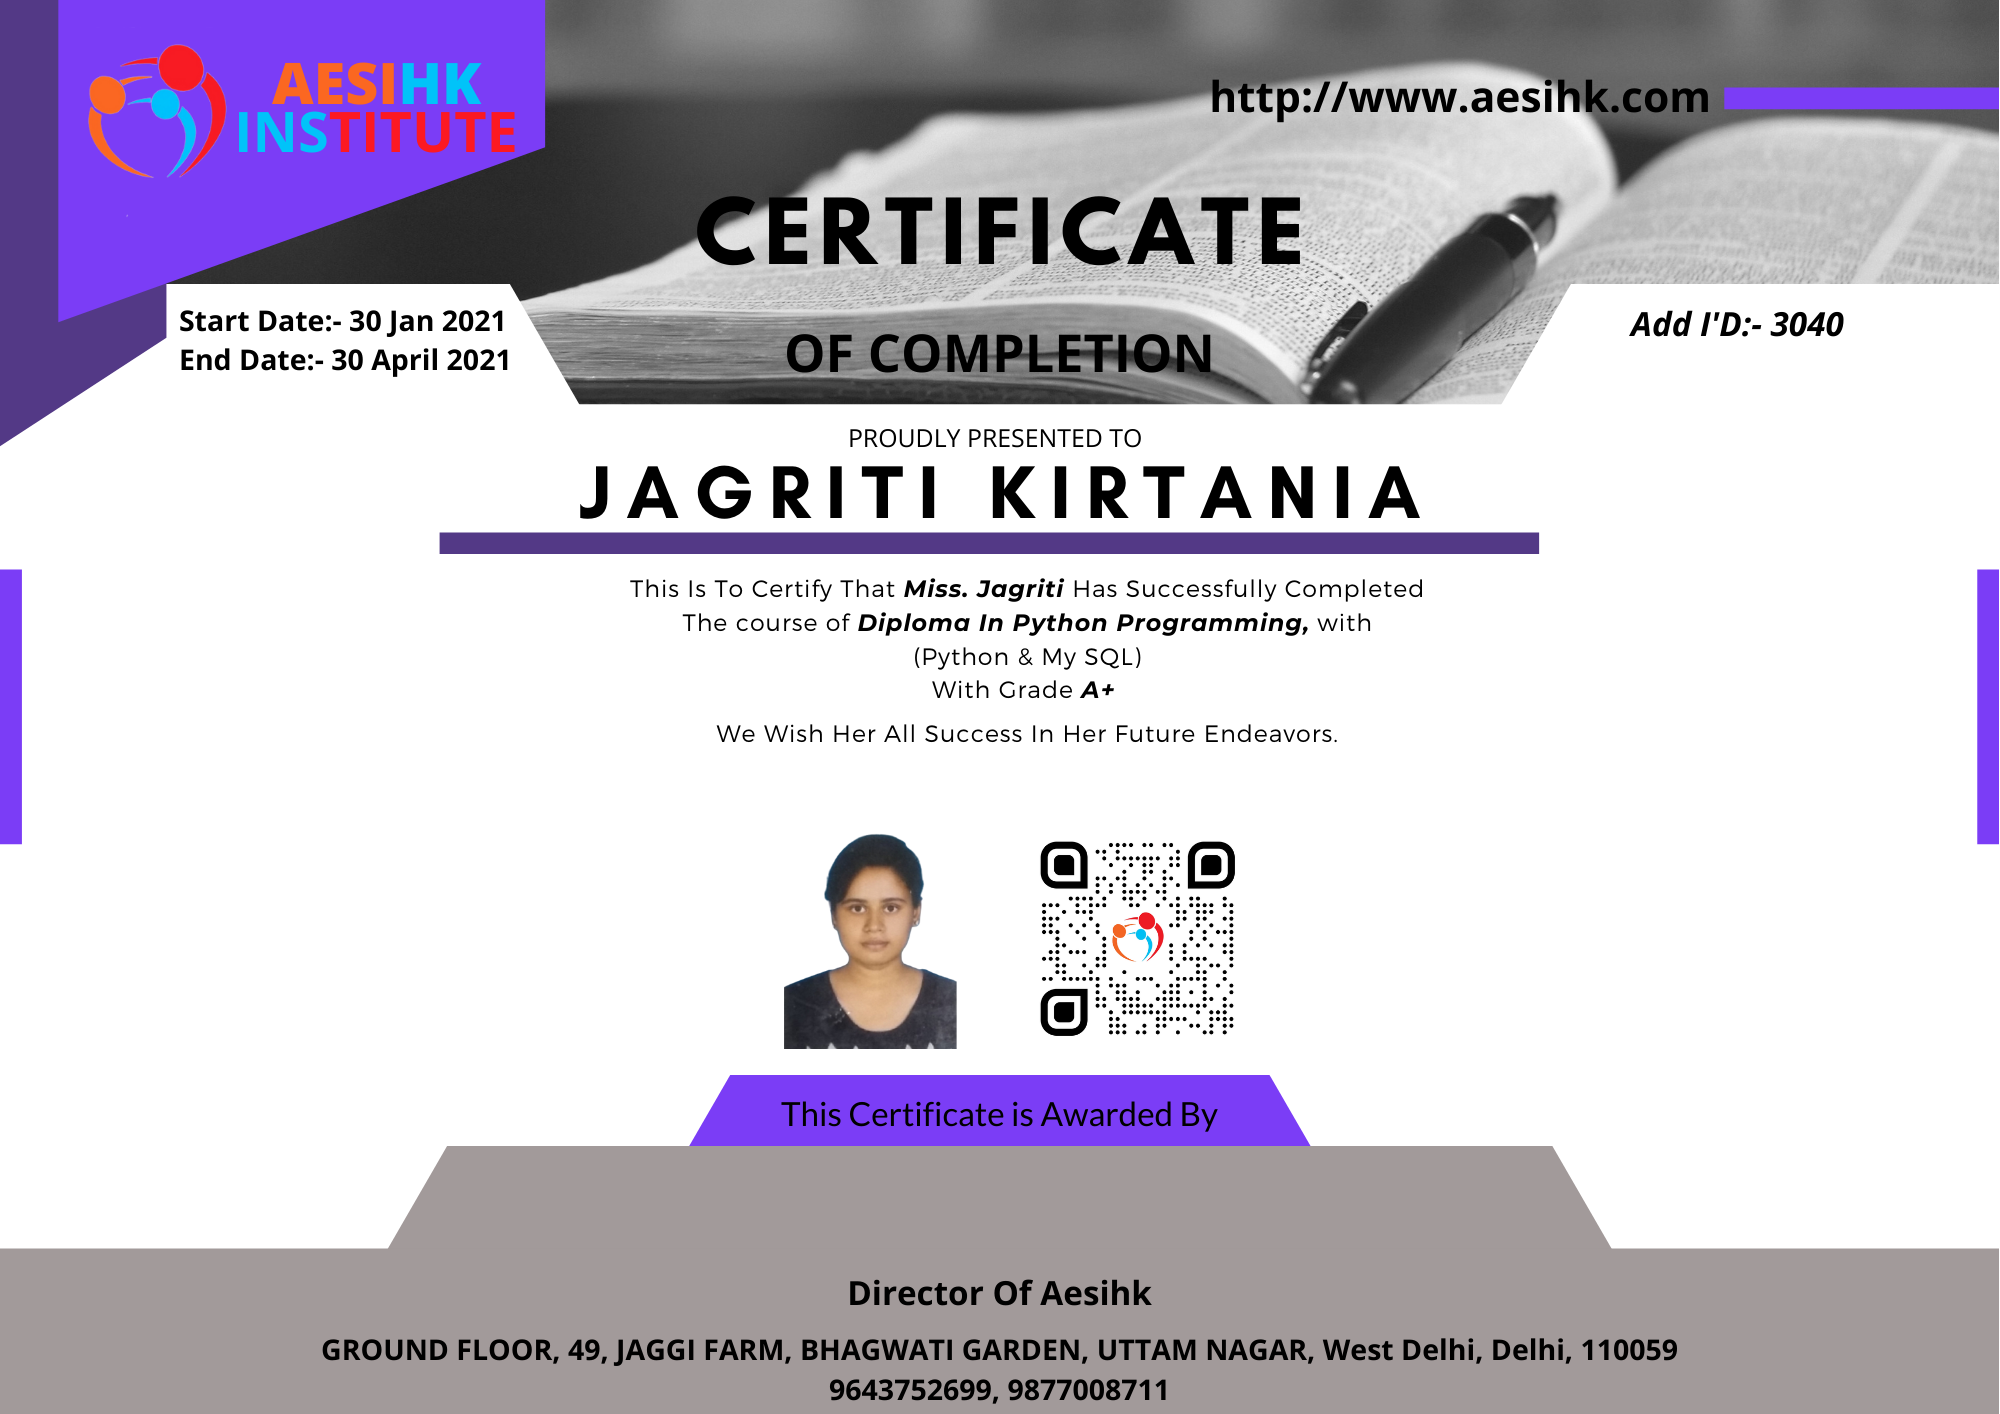 AESIHK
INSTITUTE
http://www.aesihk.com
CERTIFICATE
OF COMPLETION
Start Date:- 30 Jan 2021
End Date:- 30 April 2021
Add I'D:- 3040
PROUDLY PRESENTED TO
JAGRITI KIRTANIA
This Is To Certify That Miss. Jagriti Has Successfully Completed
The course of Diploma In Python Programming, with
(Python & My SQL)
With Grade A+
We Wish Her All Success In Her Future Endeavors.
This Certificate is Awarded By
Director Of Aesihk
GROUND FLOOR, 49, JAGGI FARM, BHAGWATI GARDEN, UTTAM NAGAR, West Delhi, Delhi, 110059
9643752699, 9877008711